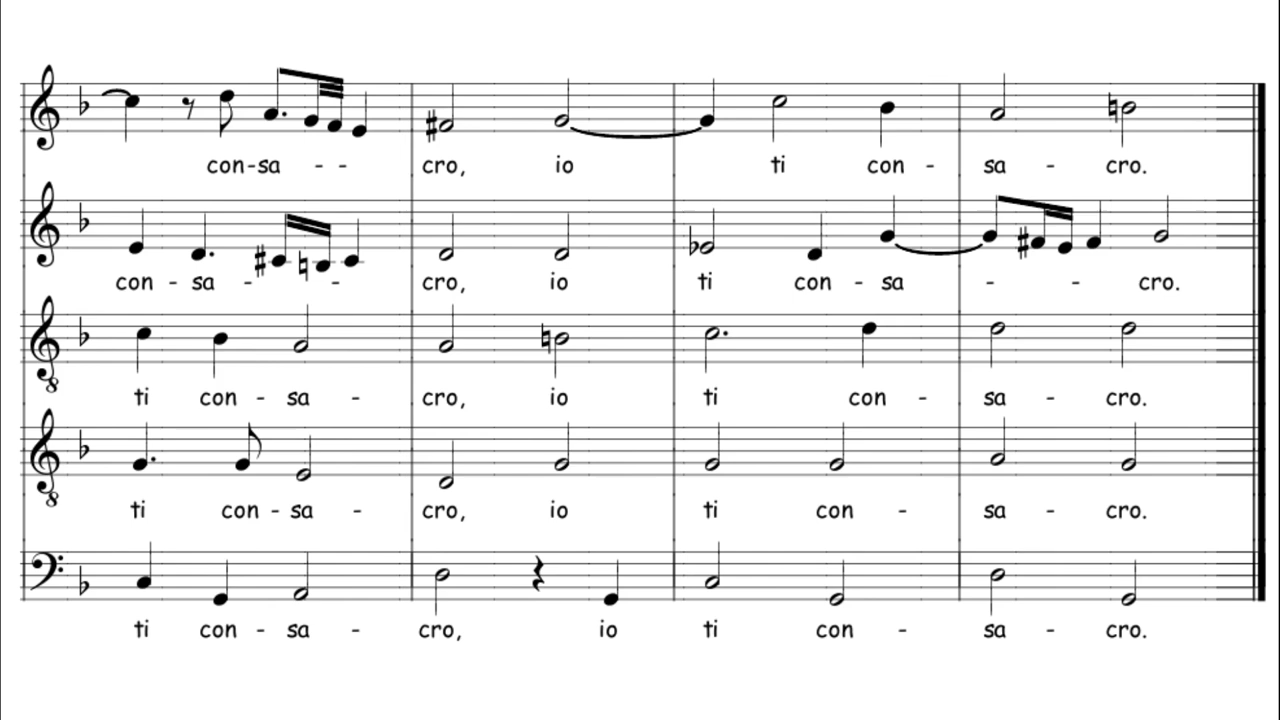 con-sa - - cro, io ti con - sa - cro.
con - sa - - cro, io ti con - sa - - cro.
ti con - sa - cro, io ti con - sa - cro.
ti con - sa - cro, io ti con - sa - cro.
ti con - sa - cro, io ti con - sa - cro.